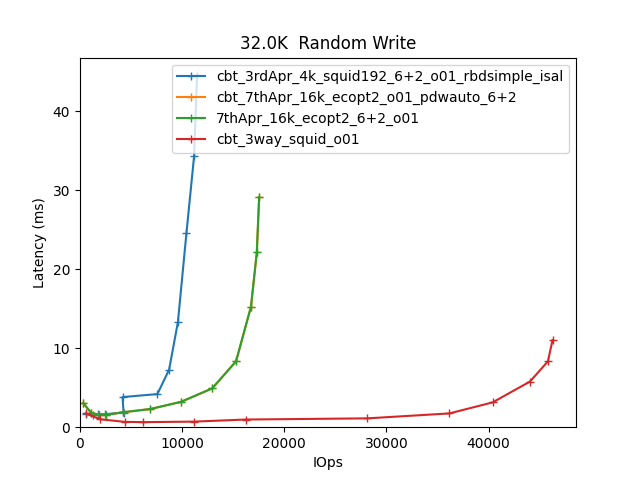 32.0K  Random Write
cbt_3rdApr_4k_squid192_6+2_o01_rbdsimple_isal
cbt_7thApr_16k_ecopt2_o01_pdwauto_6+2
7thApr_16k_ecopt2_6+2_o01
cbt_3way_squid_o01
Latency (ms)
40
30
20
10
0
0 10000 20000 30000 40000
IOps